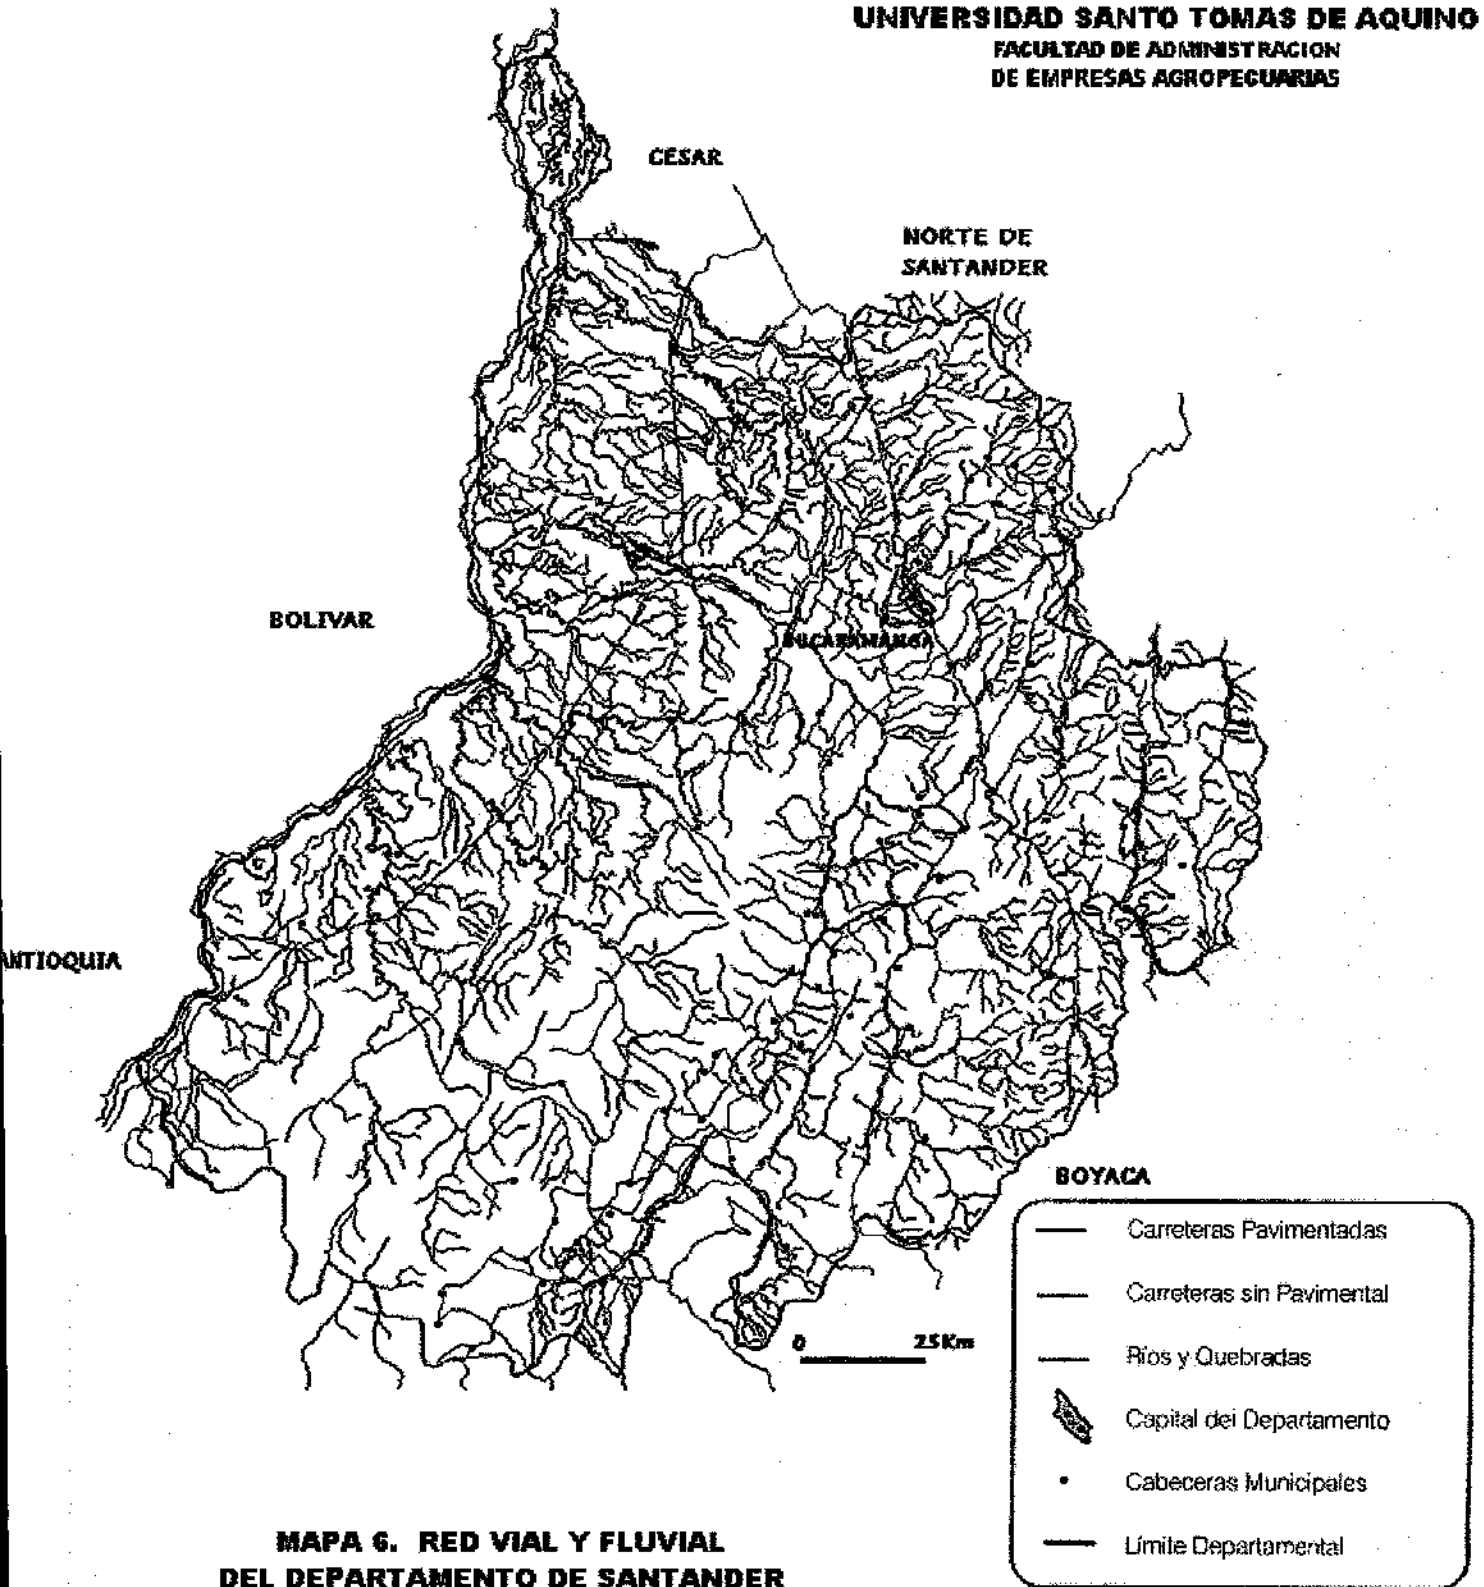 UNIVERSIDAD SANTO TOMAS DE AQUINO
FACULTAD DE ADMINISTRACION
DE EMPRESAS AGROPECUARIAS
CESAR
NORTE DE
SANTANDER
BOLIVAR
BUCARAMANGA
ANTIOQUIA
BOYACA
Carreteras Pavimentadas
Carreteras sin Pavimental
Ríos y Quebradas
Capital del Departamento
Cabeceras Municipales
Límite Departamental
0 25Km
MAPA 6. RED VIAL Y FLUVIAL
DEL DEPARTAMENTO DE SANTANDER